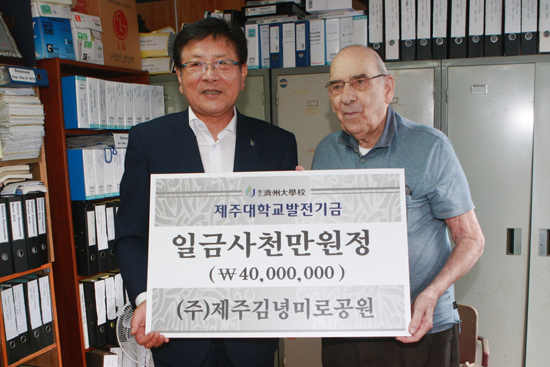 濟州大學校
제주대학교발전기금
일금사천만원정
(₩40,000,000)
(주)제주김녕미로공원
LG